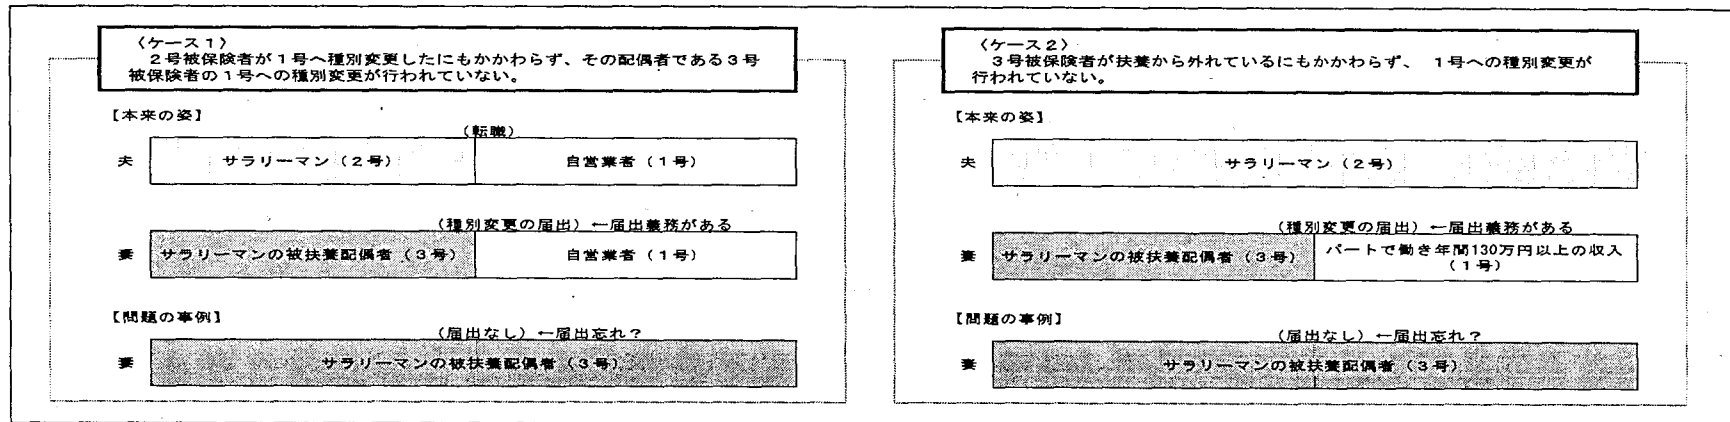 〈ケース１〉
２号被保険者が１号へ種別変更したにもかかわらず、その配偶者である３号
被保険者の１号への種別変更が行われていない。
【本来の姿】
（転職）
夫 サラリーマン（２号） 自営業者（１号）
（種別変更の届出）←届出義務がある
妻 サラリーマンの被扶養配偶者（３号） 自営業者（１号）
【問題の事例】
（届出なし）←届出忘れ？
妻 サラリーマンの被扶養配偶者（３号）
〈ケース２〉
３号被保険者が扶養から外れているにもかかわらず、 １号への種別変更が
行われていない。
【本来の姿】
夫 サラリーマン（２号）
（種別変更の届出）←届出義務がある
妻 サラリーマンの被扶養配偶者（３号） パートで働き年間130万円以上の収入
（１号）
【問題の事例】
（届出なし）←届出忘れ？
妻 サラリーマンの被扶養配偶者（３号）